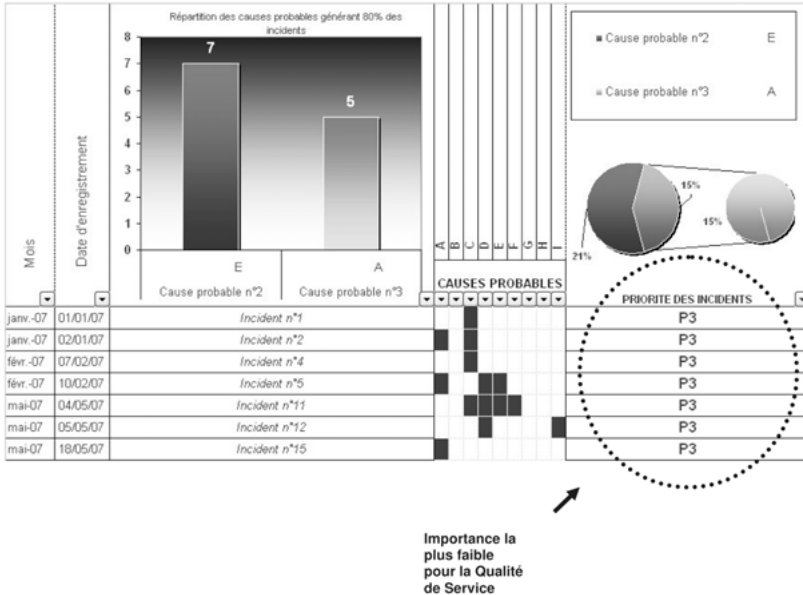 Répartition des causes probables générant 80% des
incidents
8
7
6
5
4
3
2
1
0
7
5
E
A
Cause probable n°2
Cause probable n°3
Mois
Date d'enregistrement
A
B
C
D
E
F
G
H
I
CAUSES PROBABLES
Cause probable n°2 E
Cause probable n°3 A
15%
15%
21%
PRIORITE DES INCIDENTS
janv.-07 01/01/07 Incident n°1 P3
janv.-07 02/01/07 Incident n°2 P3
févr.-07 07/02/07 Incident n°4 P3
févr.-07 10/02/07 Incident n°5 P3
mai-07 04/05/07 Incident n°11 P3
mai-07 05/05/07 Incident n°12 P3
mai-07 18/05/07 Incident n°15 P3
Importance la
plus faible
pour la Qualité
de Service